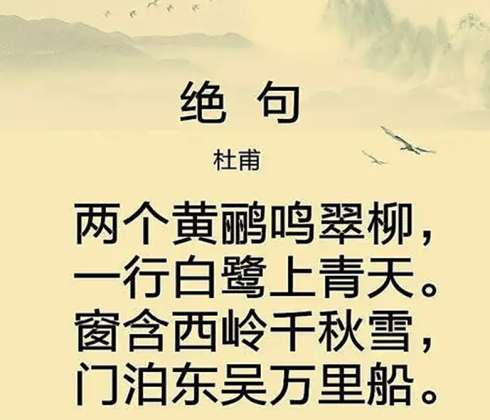 绝 句
杜甫
两个黄鹂鸣翠柳，
一行白鹭上青天。
窗含西岭千秋雪，
门泊东吴万里船。